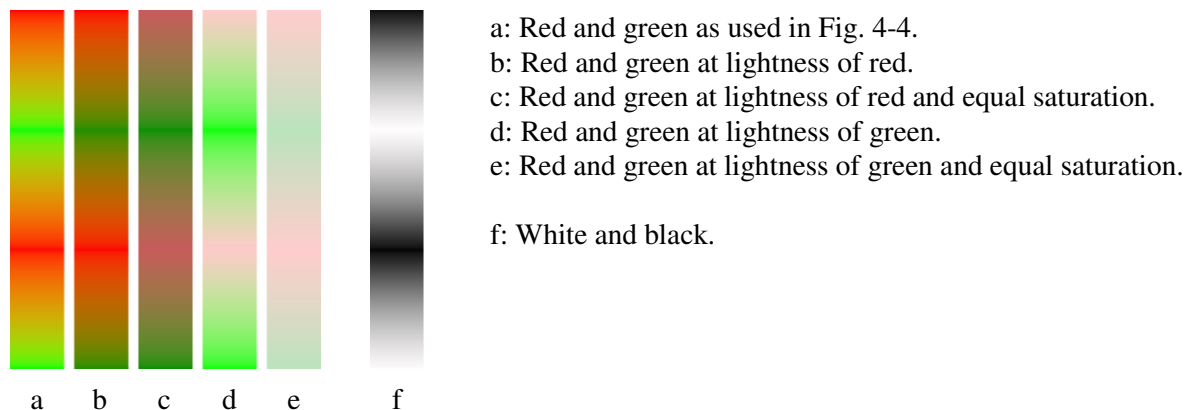 a: Red and green as used in Fig. 4-4.
b: Red and green at lightness of red.
c: Red and green at lightness of red and equal saturation.
d: Red and green at lightness of green.
e: Red and green at lightness of green and equal saturation.
f: White and black.
a b c d e f